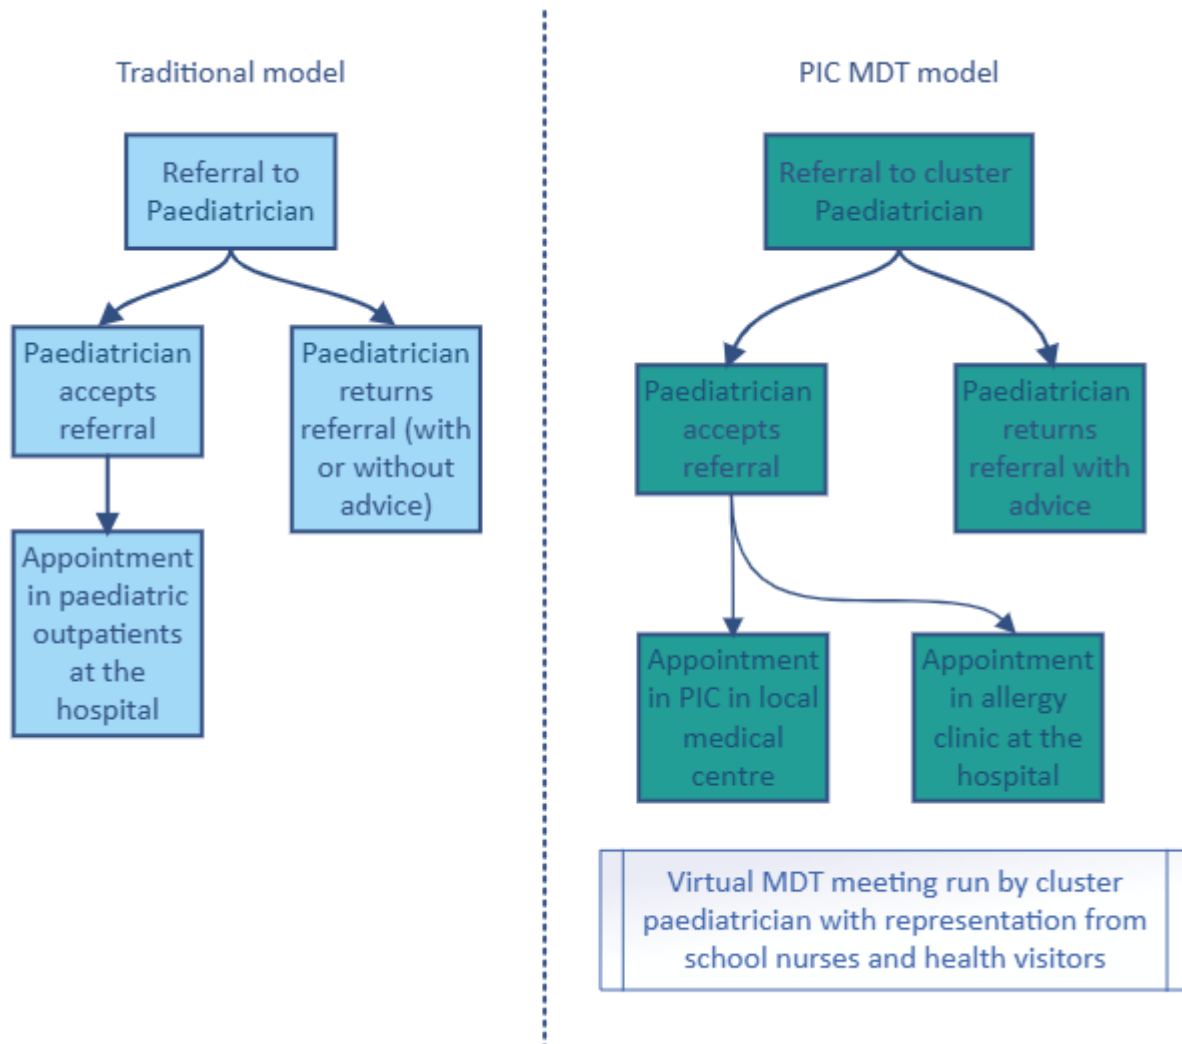 Traditional model
Referral to
Paediatrician
Paediatrician
accepts
referral
Paediatrician
returns
referral (with
or without
advice)
Appointment
in paediatric
outpatients
at the
hospital
PIC MDT model
Referral to cluster
Paediatrician
Paediatrician
accepts
referral
Paediatrician
returns
referral with
advice
Appointment
in PIC in local
medical
centre
Appointment
in allergy
clinic at the
hospital
Virtual MDT meeting run by cluster
paediatrician with representation from
school nurses and health visitors